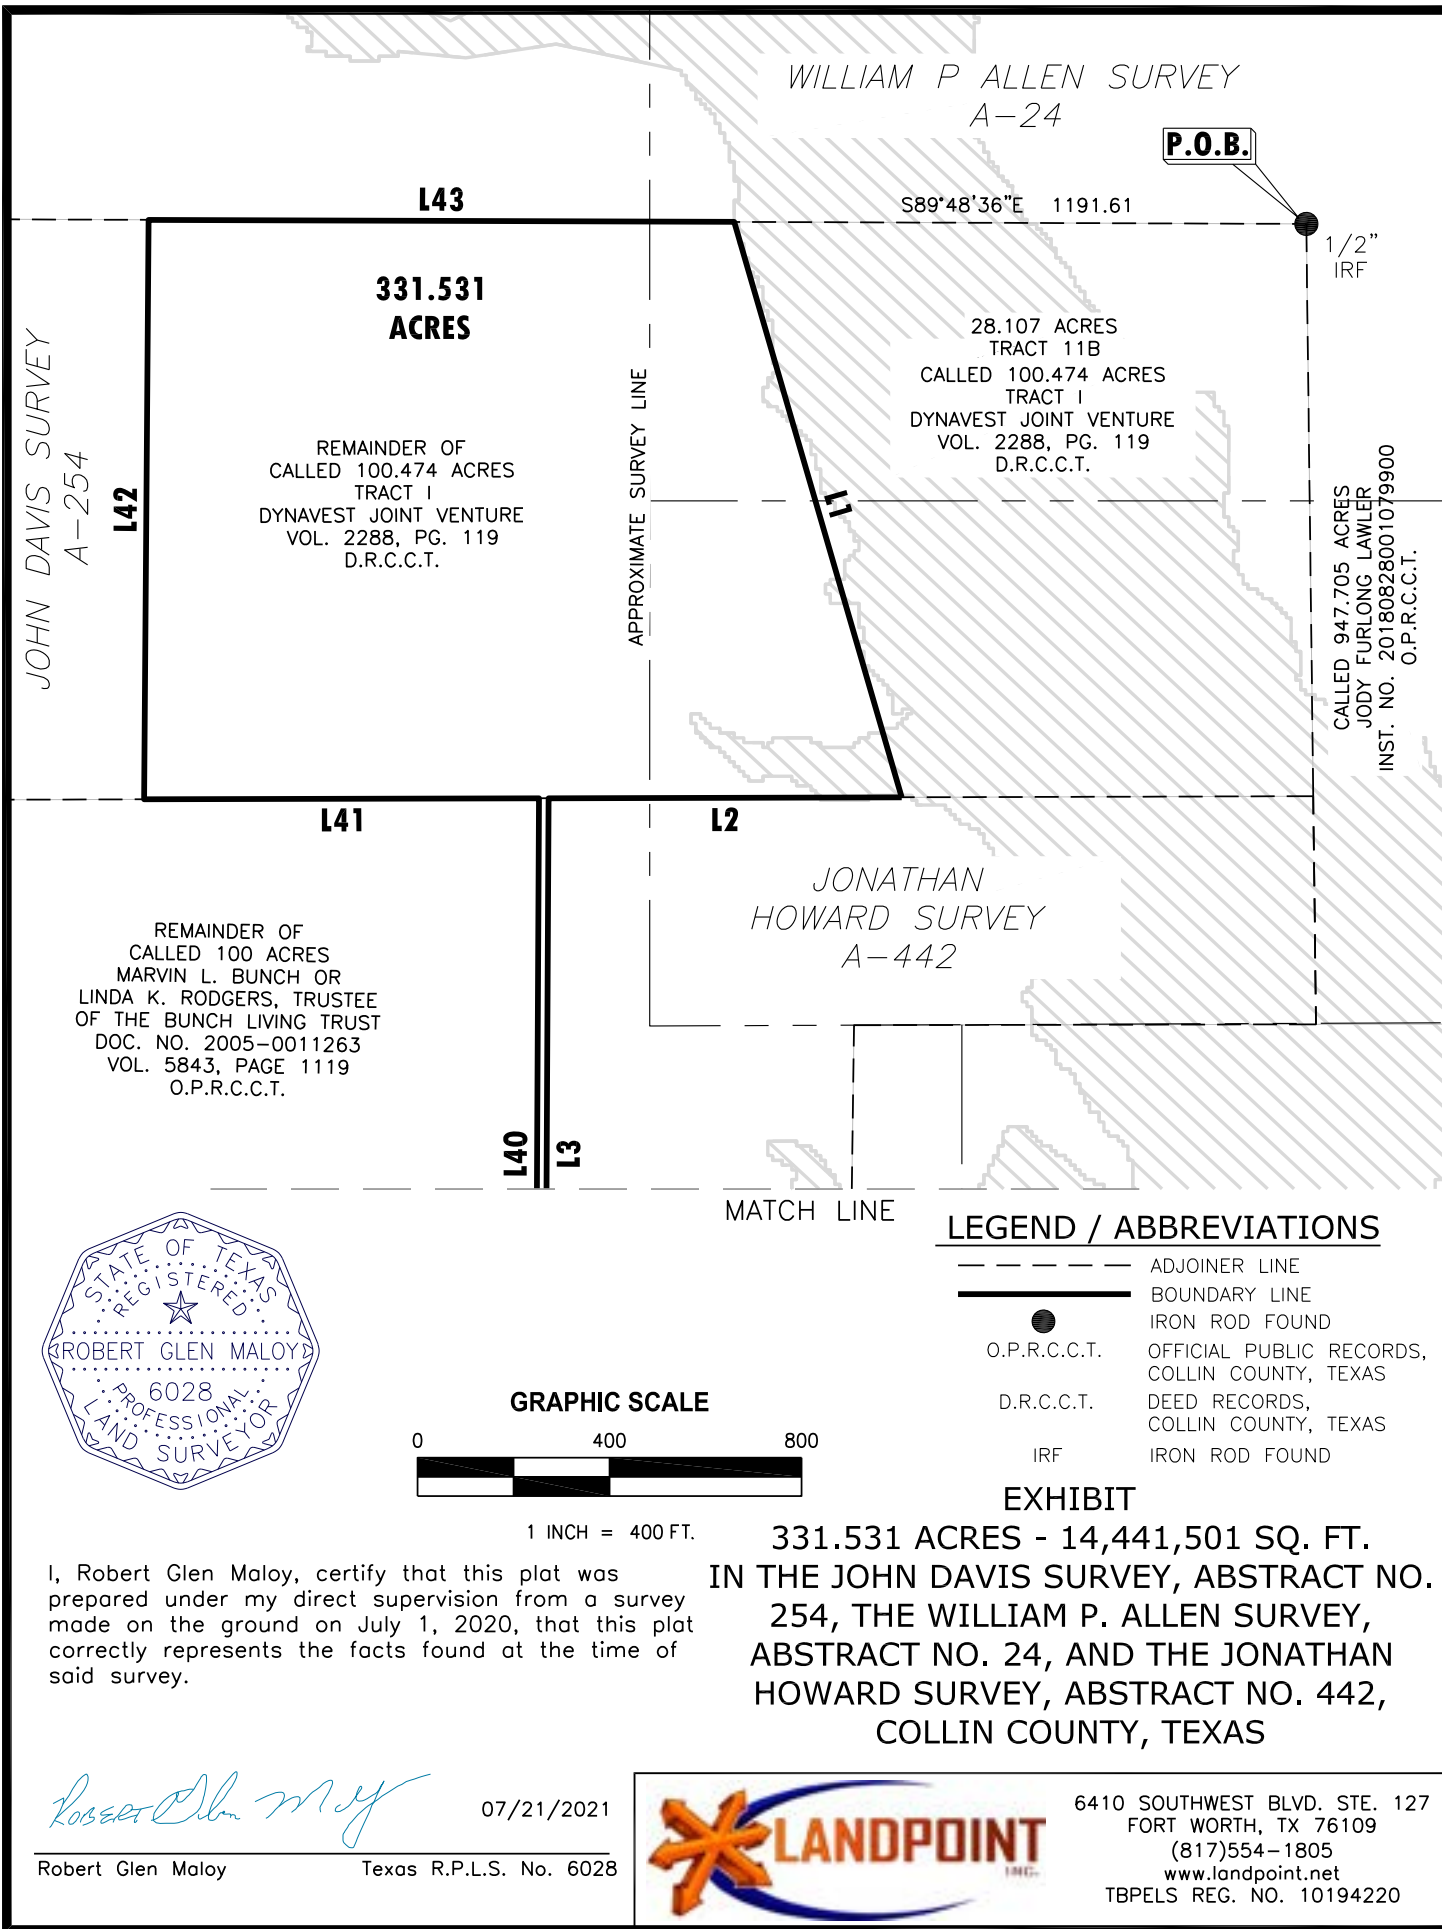 WILLIAM P ALLEN SURVEY
A-24
P.O.B.
L43
S89°48'36"E 1191.61
1/2"
IRF
331.531
ACRES
28.107 ACRES
TRACT 11B
CALLED 100.474 ACRES
TRACT I
DYNAVEST JOINT VENTURE
VOL. 2288, PG. 119
D.R.C.C.T.
JOHN DAVIS SURVEY
A-254
L42
REMAINDER OF
CALLED 100.474 ACRES
TRACT I
DYNAVEST JOINT VENTURE
VOL. 2288, PG. 119
D.R.C.C.T.
APPROXIMATE SURVEY LINE
L1
CALLED 947.705 ACRES
JODY FURLONG LAWLER
INST. NO. 20180828001079900
O.P.R.C.C.T.
L41
L2
JONATHAN
HOWARD SURVEY
A-442
REMAINDER OF
CALLED 100 ACRES
MARVIN L. BUNCH OR
LINDA K. RODGERS, TRUSTEE
OF THE BUNCH LIVING TRUST
DOC. NO. 2005-0011263
VOL. 5843, PAGE 1119
O.P.R.C.C.T.
L40
L3
MATCH LINE
STATE OF TEXAS
REGISTERED
ROBERT GLEN MALOY
6028
PROFESSIONAL
LAND SURVEYOR
LEGEND / ABBREVIATIONS
ADJOINER LINE
BOUNDARY LINE
IRON ROD FOUND
O.P.R.C.C.T. OFFICIAL PUBLIC RECORDS,
COLLIN COUNTY, TEXAS
D.R.C.C.T. DEED RECORDS,
COLLIN COUNTY, TEXAS
IRF IRON ROD FOUND
GRAPHIC SCALE
0 400 800
1 INCH = 400 FT.
EXHIBIT
331.531 ACRES - 14,441,501 SQ. FT.
IN THE JOHN DAVIS SURVEY, ABSTRACT NO.
254, THE WILLIAM P. ALLEN SURVEY,
ABSTRACT NO. 24, AND THE JONATHAN
HOWARD SURVEY, ABSTRACT NO. 442,
COLLIN COUNTY, TEXAS
I, Robert Glen Maloy, certify that this plat was
prepared under my direct supervision from a survey
made on the ground on July 1, 2020, that this plat
correctly represents the facts found at the time of
said survey.
Robert Glen Maloy
07/21/2021
Robert Glen Maloy Texas R.P.L.S. No. 6028
LANDPOINT
INC.
6410 SOUTHWEST BLVD. STE. 127
FORT WORTH, TX 76109
(817)554-1805
www.landpoint.net
TBPELS REG. NO. 10194220